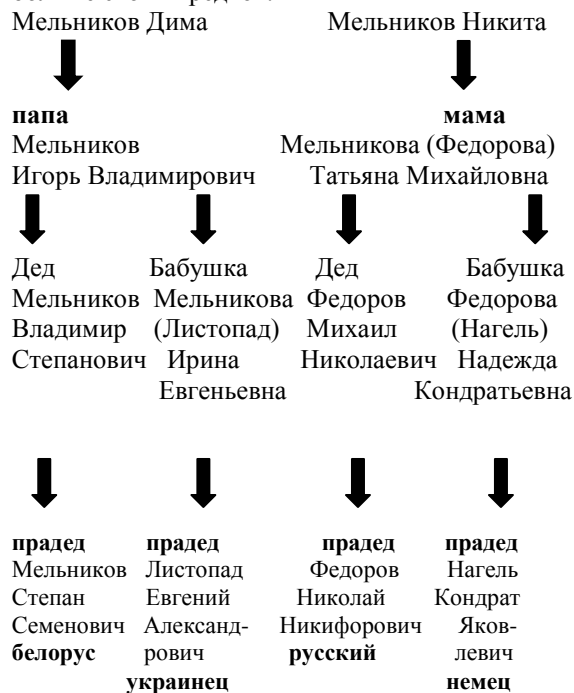 Мельников Дима Мельников Никита
папа мама
Мельников Мельникова (Федорова)
Игорь Владимирович Татьяна Михайловна
Дед Бабушка Дед Бабушка
Мельников Мельникова Федоров Федорова
Владимир (Листопад) Михаил (Нагель)
Степанович Ирина Николаевич Надежда
Евгеньевна Кондратьевна
прадед прадед прадед прадед
Мельников Листопад Федоров Нагель
Степан Евгений Николай Кондрат
Семенович Александ- Никифорович Яков-
белорус рович русский левич
украинец немец